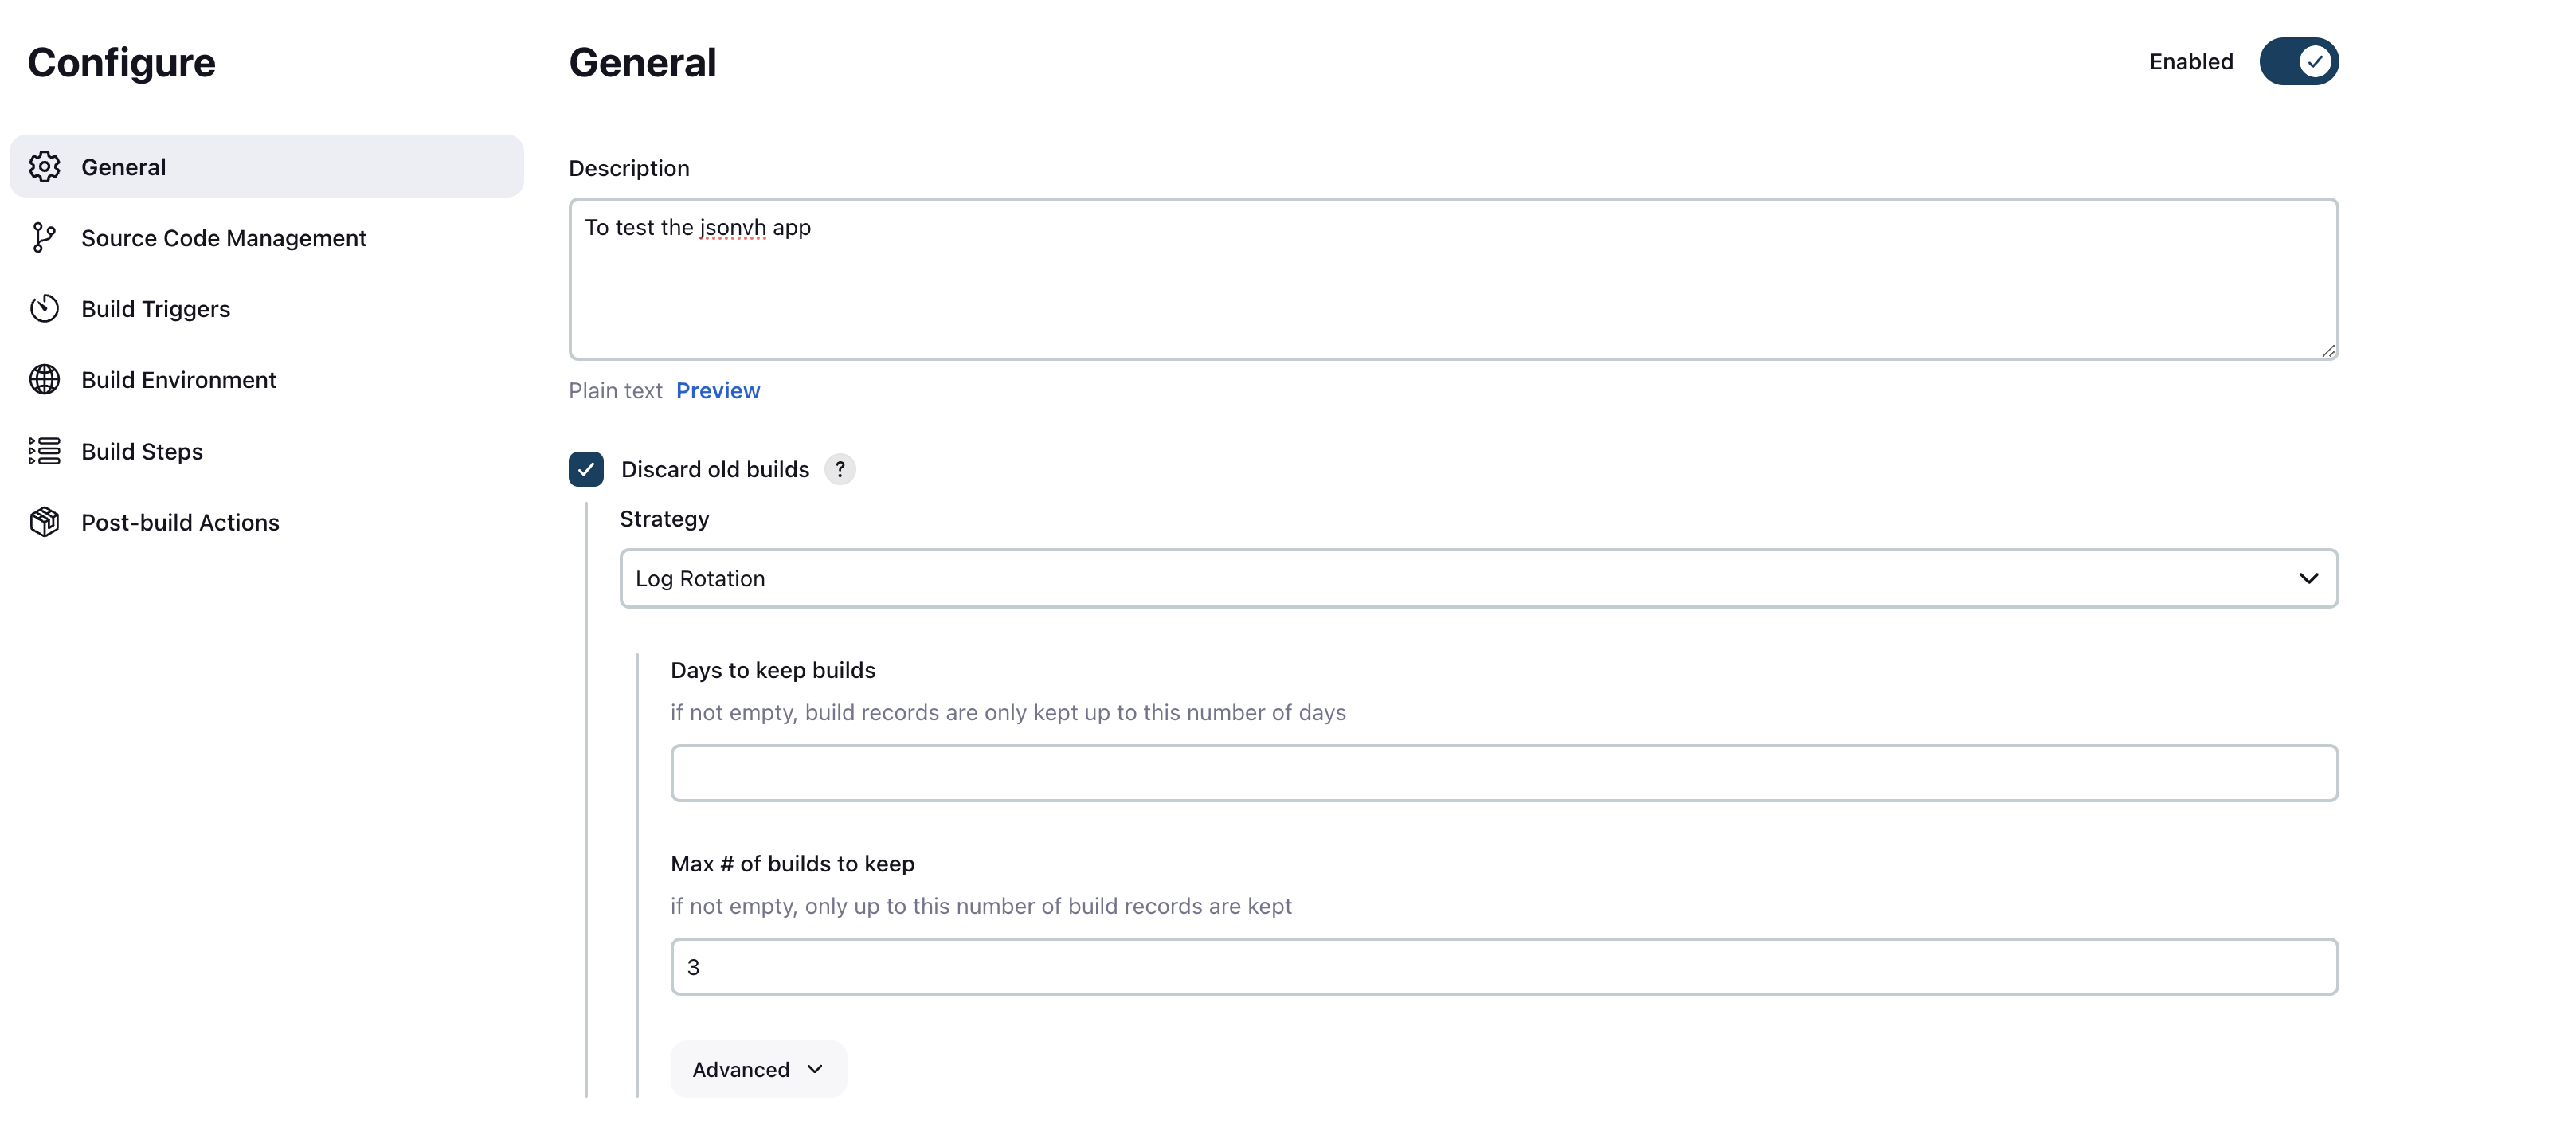 Configure
General
Source Code Management
Build Triggers
Build Environment
Build Steps
Post-build Actions
General
Enabled
Description
To test the jsonvh app
Plain text Preview
Discard old builds ?
Strategy
Log Rotation
Days to keep builds
if not empty, build records are only kept up to this number of days
Max # of builds to keep
if not empty, only up to this number of build records are kept
3
Advanced